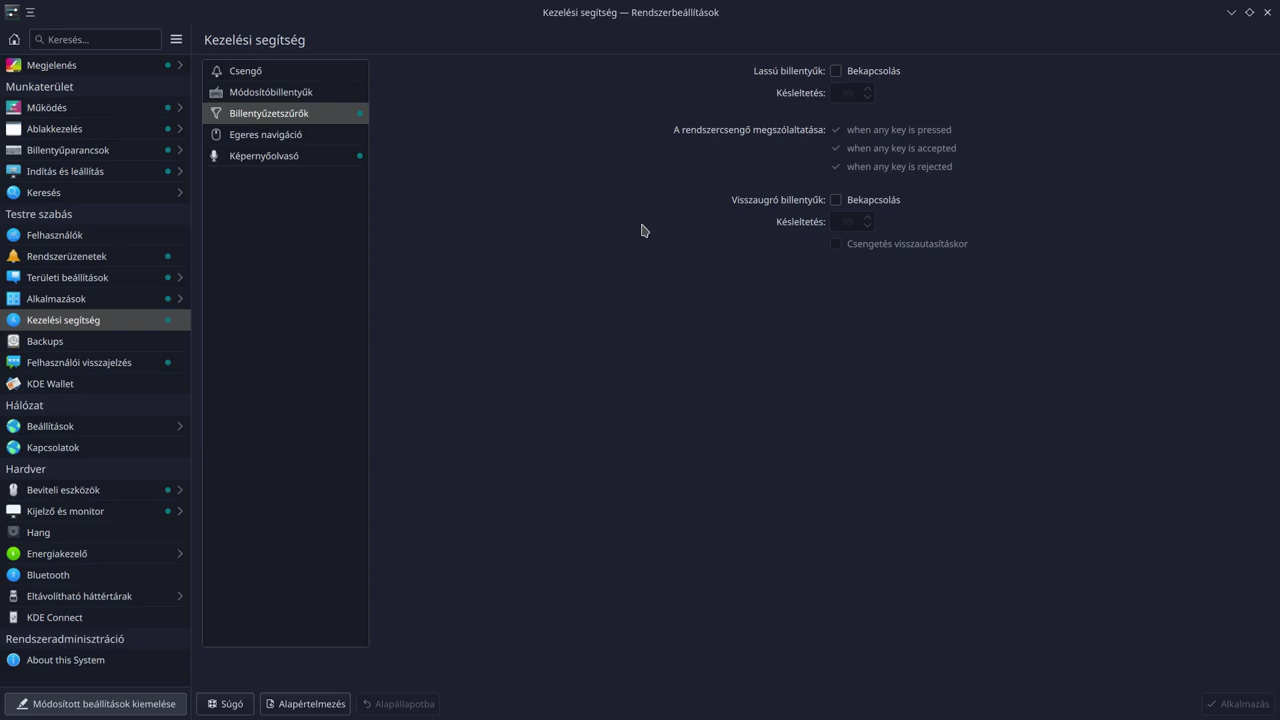 Kezelési segítség — Rendszerbeállítások
Keresés...
Kezelési segítség
Megjelenés
Munkaterület
Működés
Ablakkezelés
Billentyűparancsok
Indítás és leállítás
Keresés
Testre szabás
Felhasználók
Rendszerüzenetek
Területi beállítások
Alkalmazások
Kezelési segítség
Backups
Felhasználói visszajelzés
KDE Wallet
Hálózat
Beállítások
Kapcsolatok
Hardver
Beviteli eszközök
Kijelző és monitor
Hang
Energiakezelő
Bluetooth
Eltávolítható háttértárak
KDE Connect
Rendszeradminisztráció
About this System
Módosított beállítások kiemelése
Csengő
Módosítóbillentyűk
Billentyűzetszűrők
Egeres navigáció
Képernyőolvasó
Lassú billentyűk: Bekapcsolás
Késleltetés:
A rendszercsengő megszólaltatása: when any key is pressed
when any key is accepted
when any key is rejected
Visszaugró billentyűk: Bekapcsolás
Késleltetés:
Csengetés visszautasításkor
Súgó
Alapértelmezés
Alapállapotba
Alkalmazás